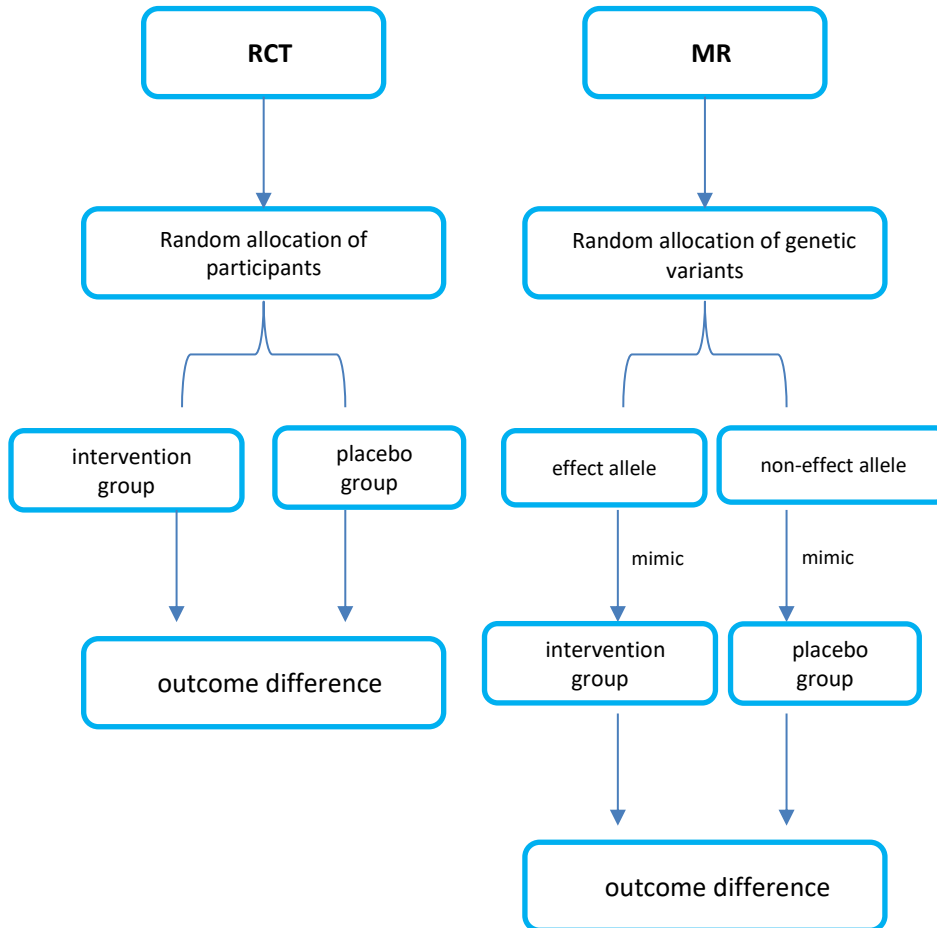 RCT
Random allocation of
participants
intervention
group
placebo
group
outcome difference
MR
Random allocation of genetic
variants
effect allele
non-effect allele
mimic
mimic
intervention
group
placebo
group
outcome difference